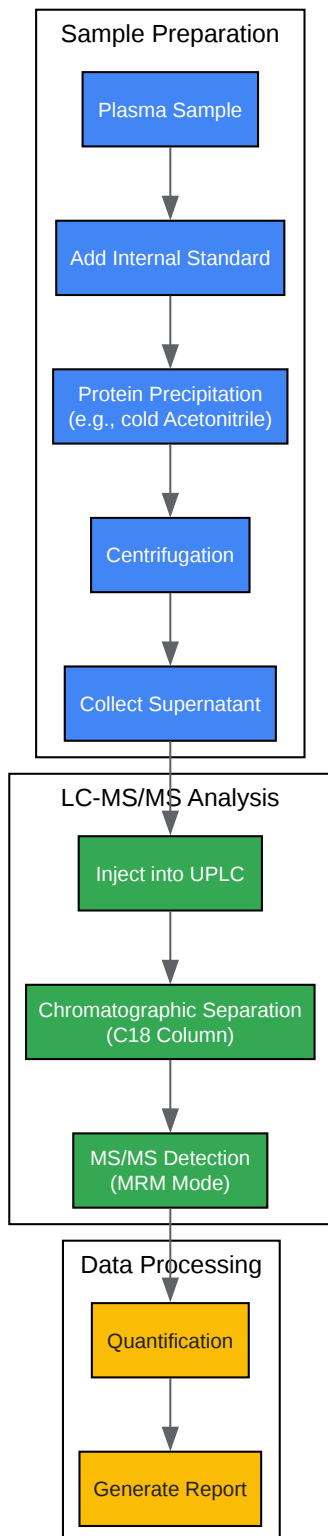 Sample Preparation
Plasma Sample
Add Internal Standard
Protein Precipitation
(e.g., cold Acetonitrile)
Centrifugation
Collect Supernatant
LC-MS/MS Analysis
Inject into UPLC
Chromatographic Separation
(C18 Column)
MS/MS Detection
(MRM Mode)
Data Processing
Quantification
Generate Report